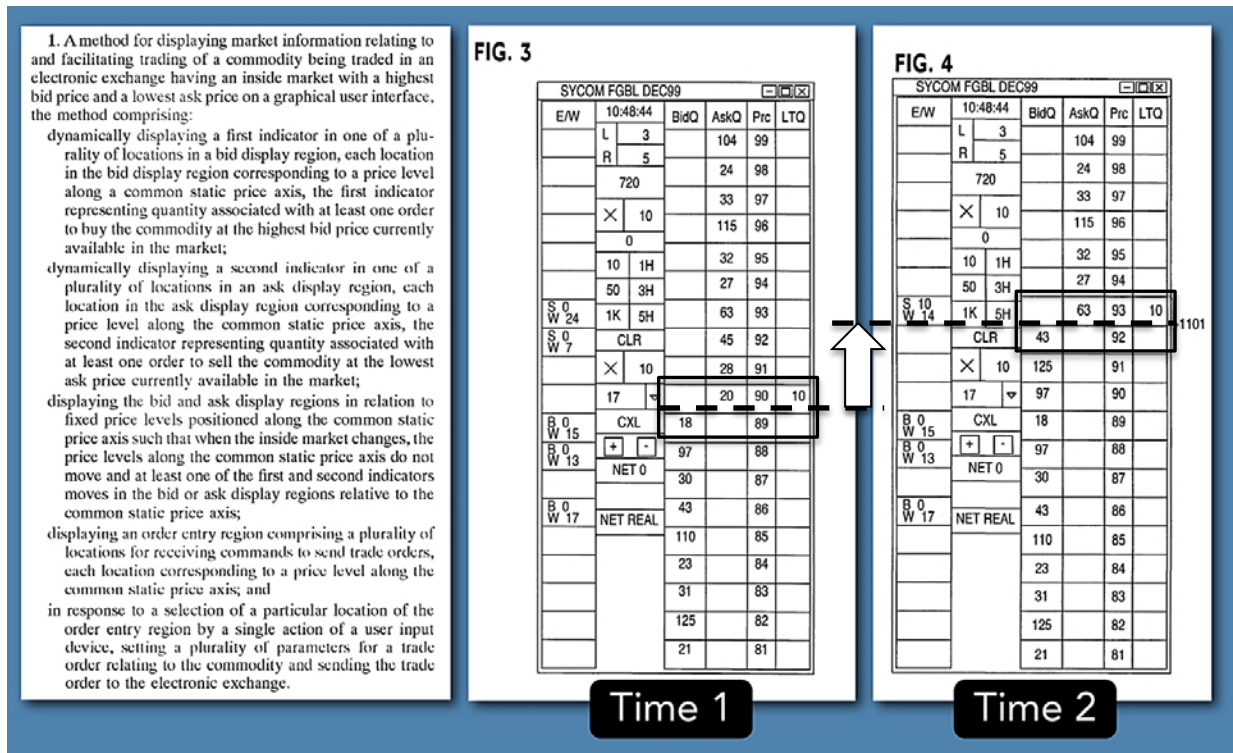 1. A method for displaying market information relating to
and facilitating trading of a commodity being traded in an
electronic exchange having an inside market with a highest
bid price and a lowest ask price on a graphical user interface,
the method comprising:
dynamically displaying a first indicator in one of a plu-
rality of locations in a bid display region, each location
in the bid display region corresponding to a price level
along a common static price axis, the first indicator
representing quantity associated with at least one order
to buy the commodity at the highest bid price currently
available in the market;
dynamically displaying a second indicator in one of a
plurality of locations in an ask display region, each
location in the ask display region corresponding to a
price level along the common static price axis, the
second indicator representing quantity associated with
at least one order to sell the commodity at the lowest
ask price currently available in the market;
displaying the bid and ask display regions in relation to
fixed price levels positioned along the common static
price axis such that when the inside market changes, the
price levels along the common static price axis do not
move and at least one of the first and second indicators
moves in the bid or ask display regions relative to the
common static price axis;
displaying an order entry region comprising a plurality of
locations for receiving commands to send trade orders,
each location corresponding to a price level along the
common static price axis; and
in response to a selection of a particular location of the
order entry region by a single action of a user input
device, setting a plurality of parameters for a trade
order relating to the commodity and sending the trade
order to the electronic exchange.
FIG. 3
SYCOM FGBL DEC99
E/W 10:48:44 BidQ AskQ Prc LTQ
L 3 104 99
R 5 24 98
720
33 97
X 10 115 96
0
10 1H 32 95
50 3H 27 94
S 0
W 24 1K 5H 63 93
S 0
W 7 CLR 45 92
X 10 28 91
17 20 90 10
B 0
W 15 CXL 18 89
B 0
W 13 + - 97 88
NET 0 30 87
B 0
W 17 NET REAL 43 86
110 85
23 84
31 83
125 82
21 81
Time 1
FIG. 4
SYCOM FGBL DEC99
E/W 10:48:44 BidQ AskQ Prc LTQ
L 3 104 99
R 5 24 98
720
33 97
X 10 115 96
0
10 1H 32 95
50 3H 27 94
S 10
W 14 1K 5H 63 93 10
1101
CLR 43 92
X 10 125 91
17 97 90
B 0
W 15 CXL 18 89
B 0
W 13 + - 97 88
NET 0 30 87
B 0
W 17 NET REAL 43 86
110 85
23 84
31 83
125 82
21 81
Time 2